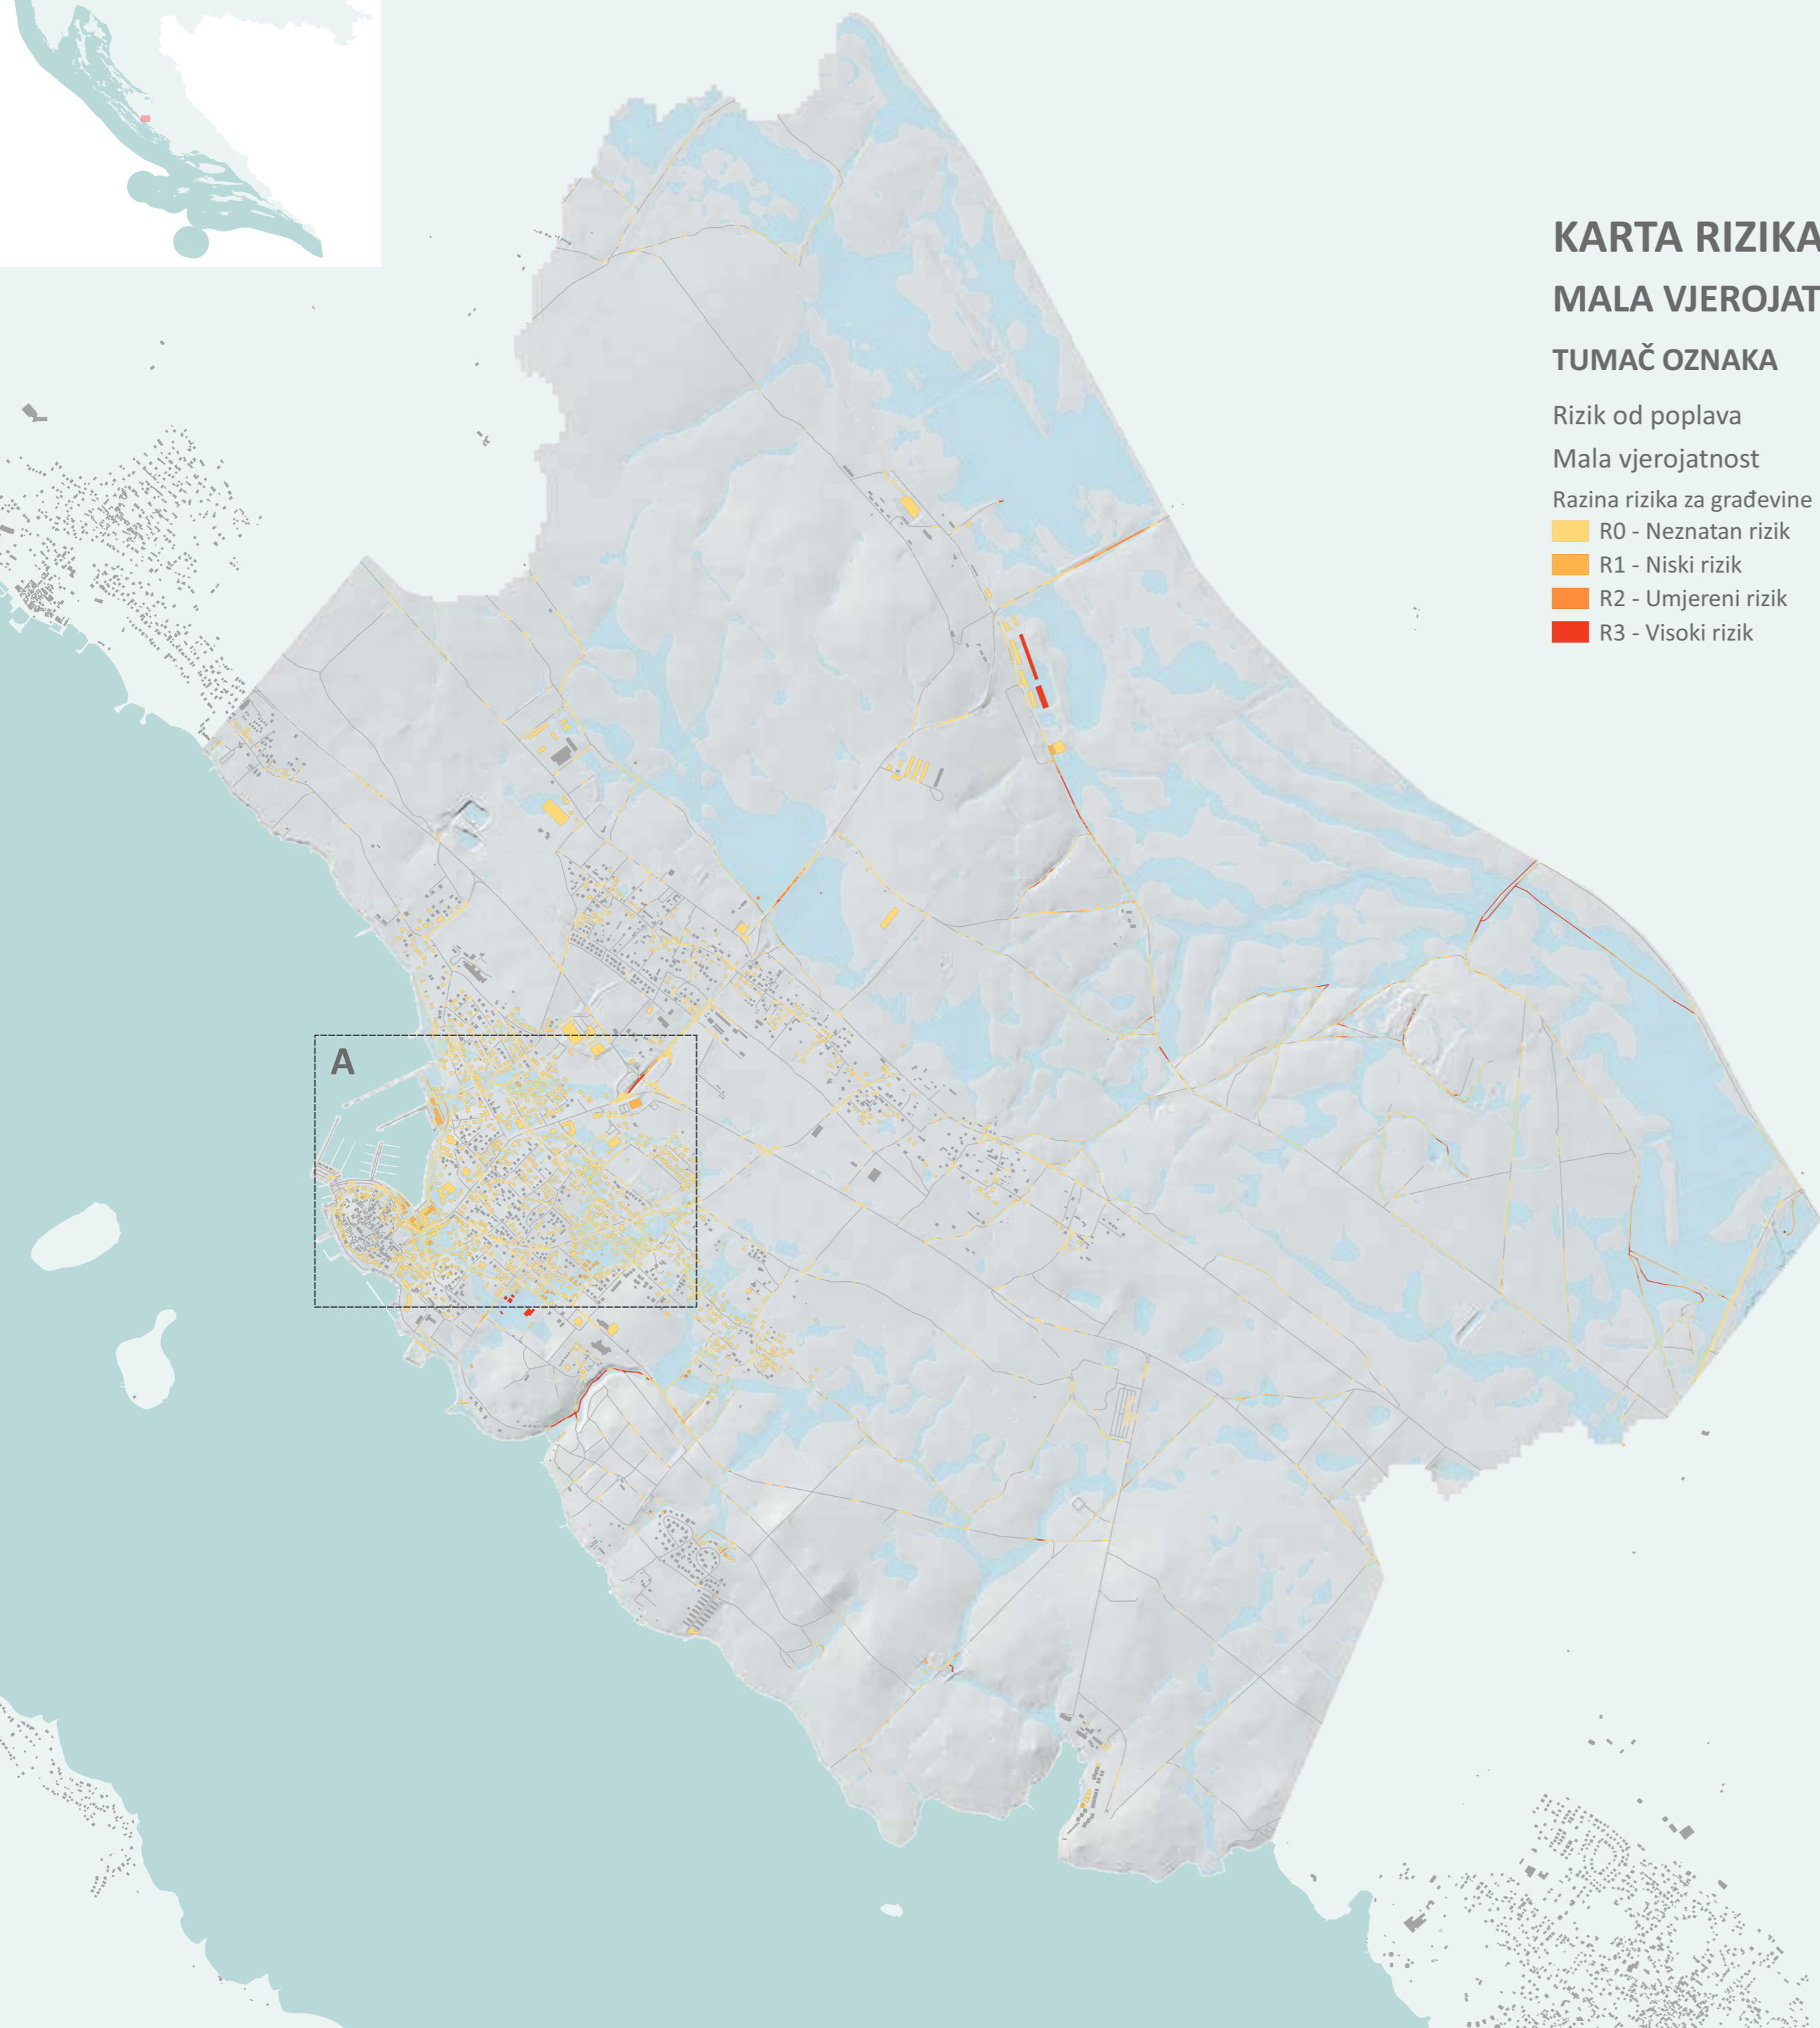 KARTA RIZIKA
MALA VJEROJAT
TUMAČ OZNAKA
Rizik od poplava
Mala vjerojatnost
Razina rizika za građevine
R0 - Neznatan rizik
R1 - Niski rizik
R2 - Umjereni rizik
R3 - Visoki rizik
A